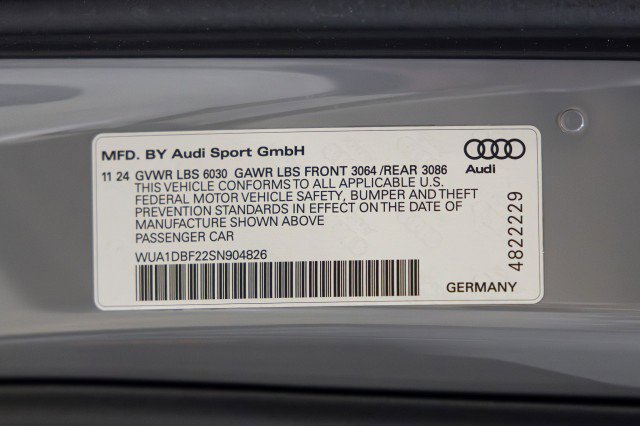 MFD. BY Audi Sport GmbH
11 24 GVWR LBS 6030 GAWR LBS FRONT 3064 /REAR 3086
THIS VEHICLE CONFORMS TO ALL APPLICABLE U.S.
FEDERAL MOTOR VEHICLE SAFETY, BUMPER AND THEFT
PREVENTION STANDARDS IN EFFECT ON THE DATE OF
MANUFACTURE SHOWN ABOVE
PASSENGER CAR
WUA1DBF22SN904826
Audi
4822229
GERMANY